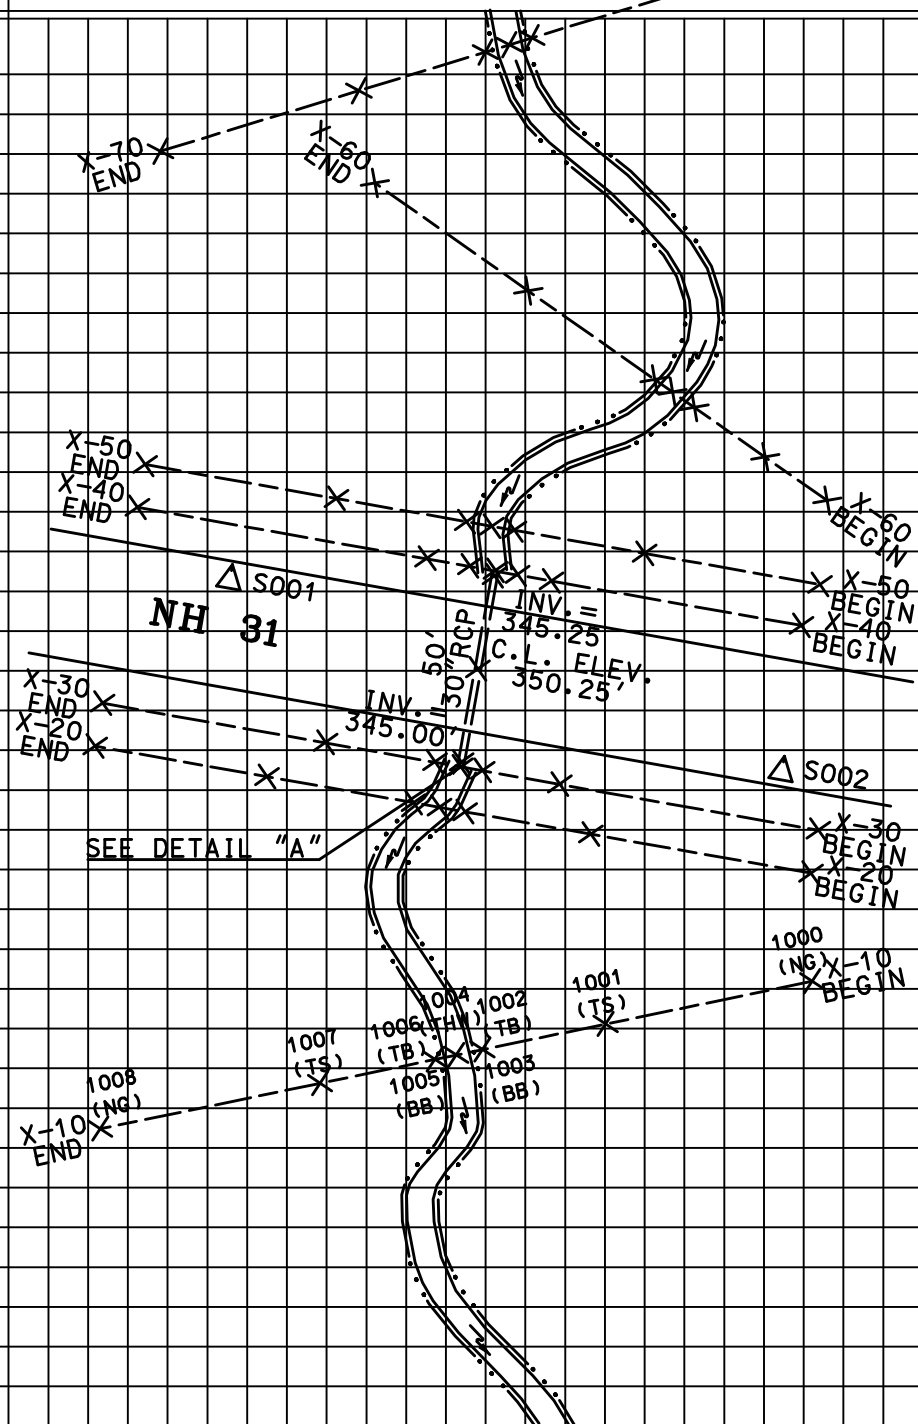 X-70
END
X-60
END
X-50
END
X-40
END
X-60
BEGIN
X-50
BEGIN
X-40
BEGIN
S001
NH 31
INV.=
345.25'
C.L. ELEV.
350.25'
50'
30"RCP
INV.=
345.00'
X-30
END
X-20
END
S002
X-30
BEGIN
X-20
BEGIN
SEE DETAIL "A"
1000
(NG)
X-10
BEGIN
1001
(TS)
1002
(TB)
1004
(THW)
1006
(TB)
1003
(BB)
1005
(BB)
1007
(TS)
1008
(NG)
X-10
END